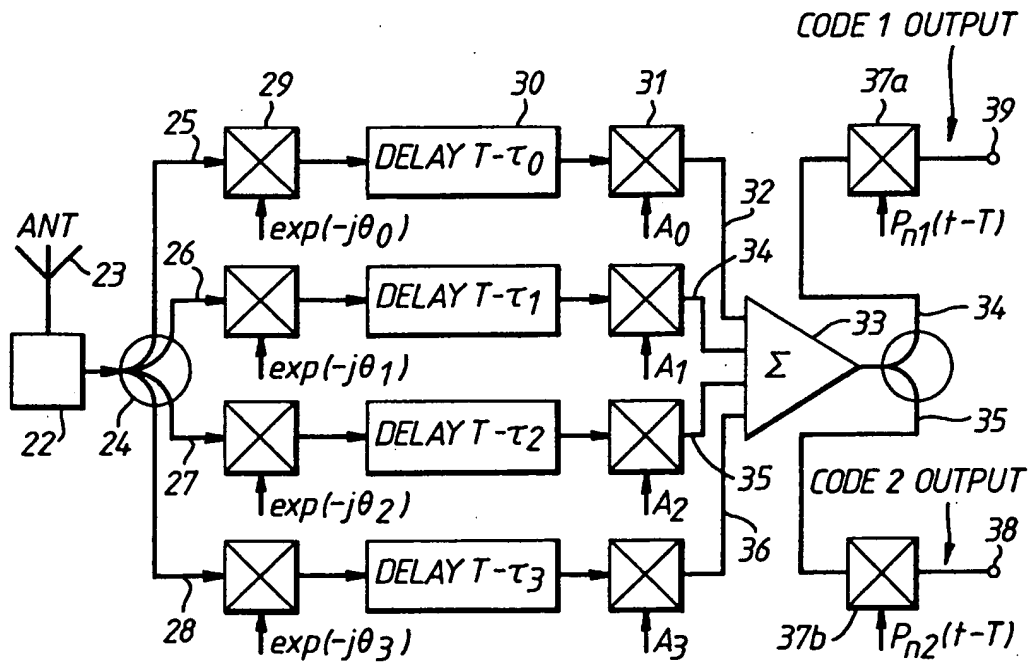 CODE 1 OUTPUT
29
30
31
37a
39
25
DELAY T-τ0
32
ANT
exp(-jθ0)
A0
Pn1(t-T)
23
26
34
DELAY T-τ1
33
34
Σ
exp(-jθ1)
A1
22
24
27
DELAY T-τ2
35
35
CODE 2 OUTPUT
exp(-jθ2)
A2
36
38
28
DELAY T-τ3
exp(-jθ3)
A3
37b
Pn2(t-T)